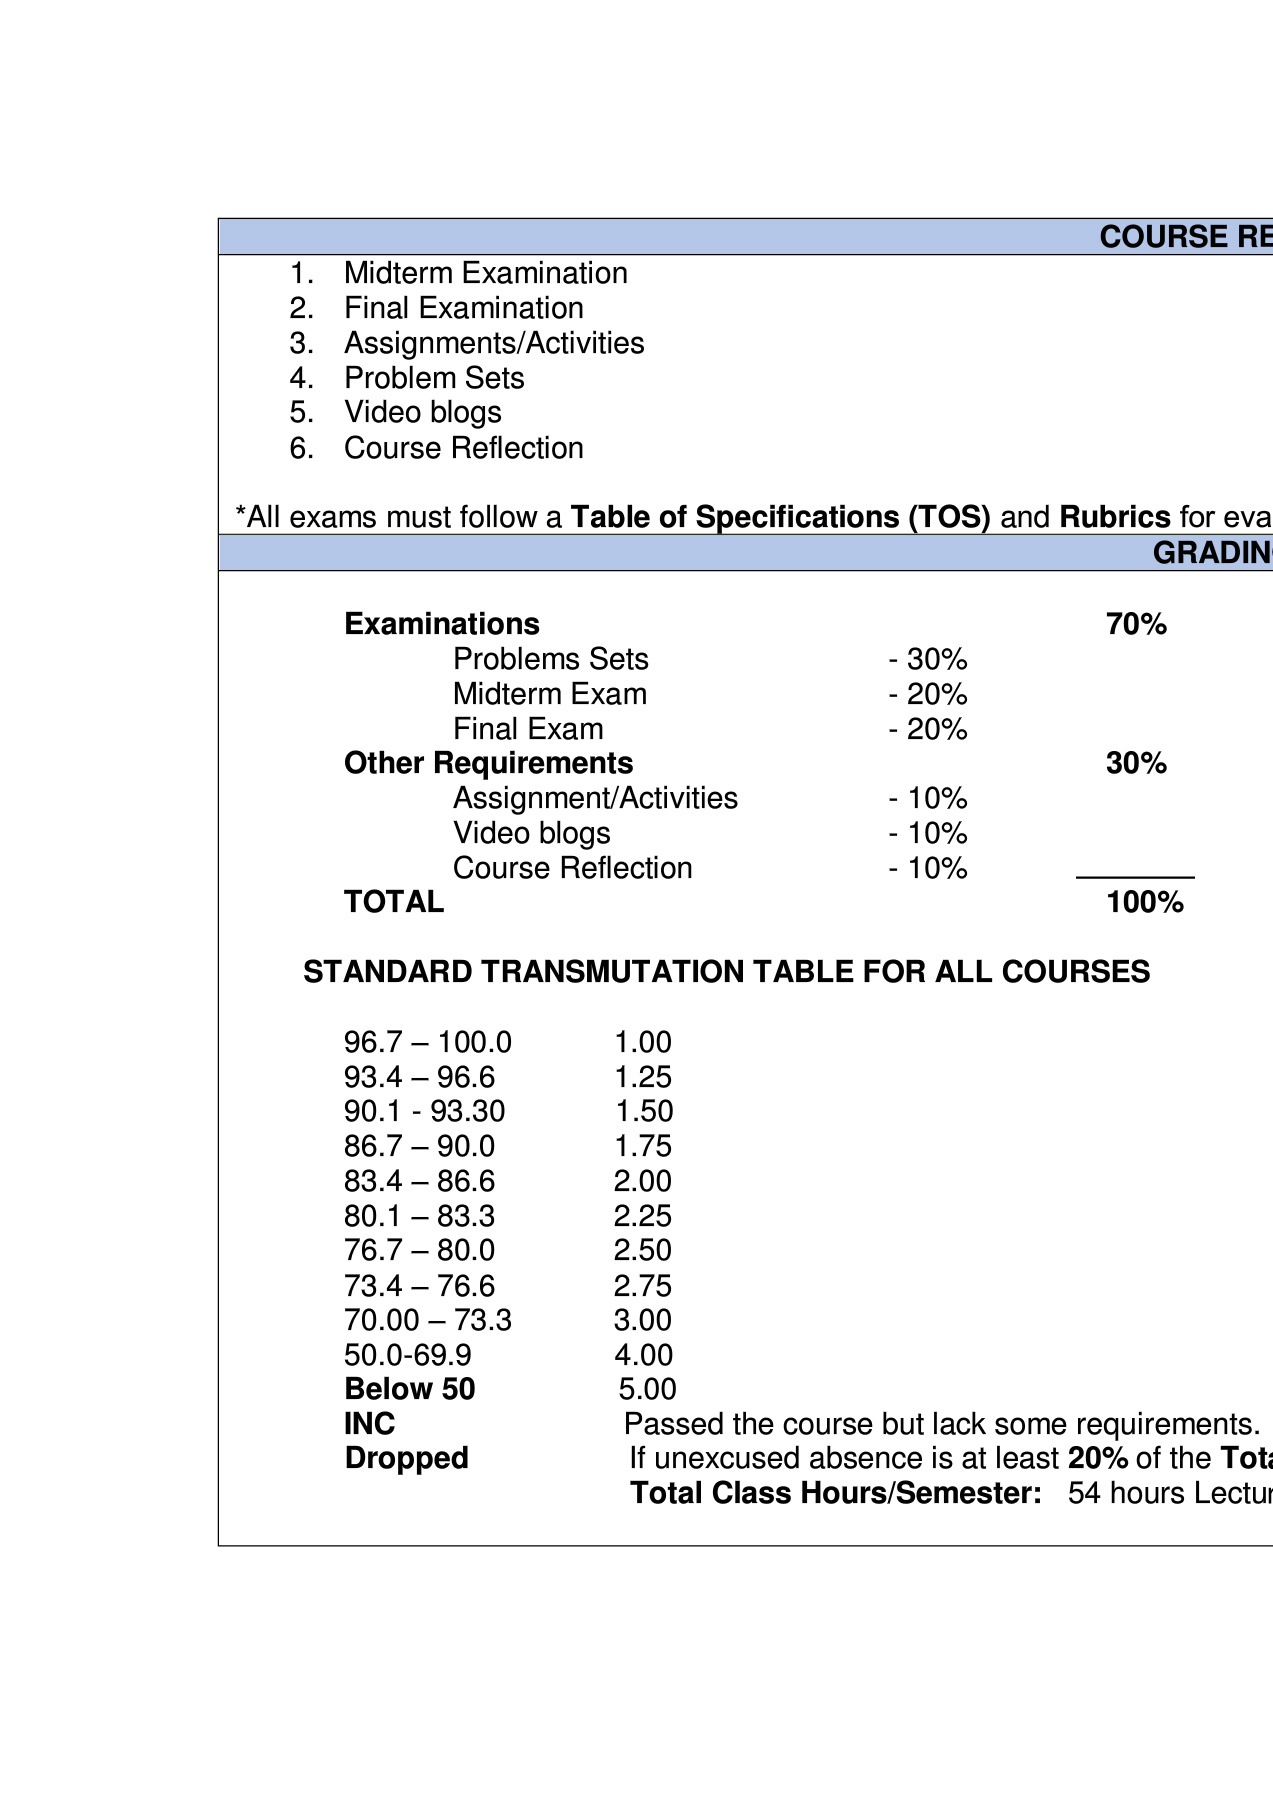 COURSE RE
1. Midterm Examination
2. Final Examination
3. Assignments/Activities
4. Problem Sets
5. Video blogs
6. Course Reflection
*All exams must follow a Table of Specifications (TOS) and Rubrics for eva
GRADIN
Examinations 70%
Problems Sets - 30%
Midterm Exam - 20%
Final Exam - 20%
Other Requirements 30%
Assignment/Activities - 10%
Video blogs - 10%
Course Reflection - 10%
TOTAL 100%
STANDARD TRANSMUTATION TABLE FOR ALL COURSES
96.7 – 100.0 1.00
93.4 – 96.6 1.25
90.1 - 93.30 1.50
86.7 – 90.0 1.75
83.4 – 86.6 2.00
80.1 – 83.3 2.25
76.7 – 80.0 2.50
73.4 – 76.6 2.75
70.00 – 73.3 3.00
50.0-69.9 4.00
Below 50 5.00
INC Passed the course but lack some requirements.
Dropped If unexcused absence is at least 20% of the Tota
Total Class Hours/Semester: 54 hours Lectur